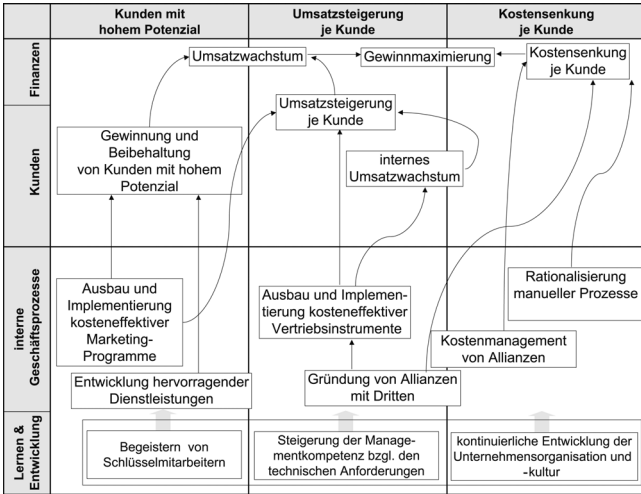 Kunden mit
hohem Potenzial
Umsatzsteigerung
je Kunde
Kostensenkung
je Kunde
Finanzen
Umsatzwachstum
Gewinnmaximierung
Kostensenkung
je Kunde
Kunden
Umsatzsteigerung
je Kunde
Gewinnung und
Beibehaltung
von Kunden mit hohem
Potenzial
internes
Umsatzwachstum
interne
Geschäftsprozesse
Ausbau und
Implementierung
kosteneffektiver
Marketing-
Programme
Ausbau und Implemen-
tierung kosteneffektiver
Vertriebsinstrumente
Rationalisierung
manueller Prozesse
Kostenmanagement
von Allianzen
Entwicklung hervorragender
Dienstleistungen
Gründung von Allianzen
mit Dritten
Lernen &
Entwicklung
Begeistern von
Schlüsselmitarbeitern
Steigerung der Manage-
mentkompetenz bzgl. den
technischen Anforderungen
kontinuierliche Entwicklung der
Unternehmensorganisation und
-kultur